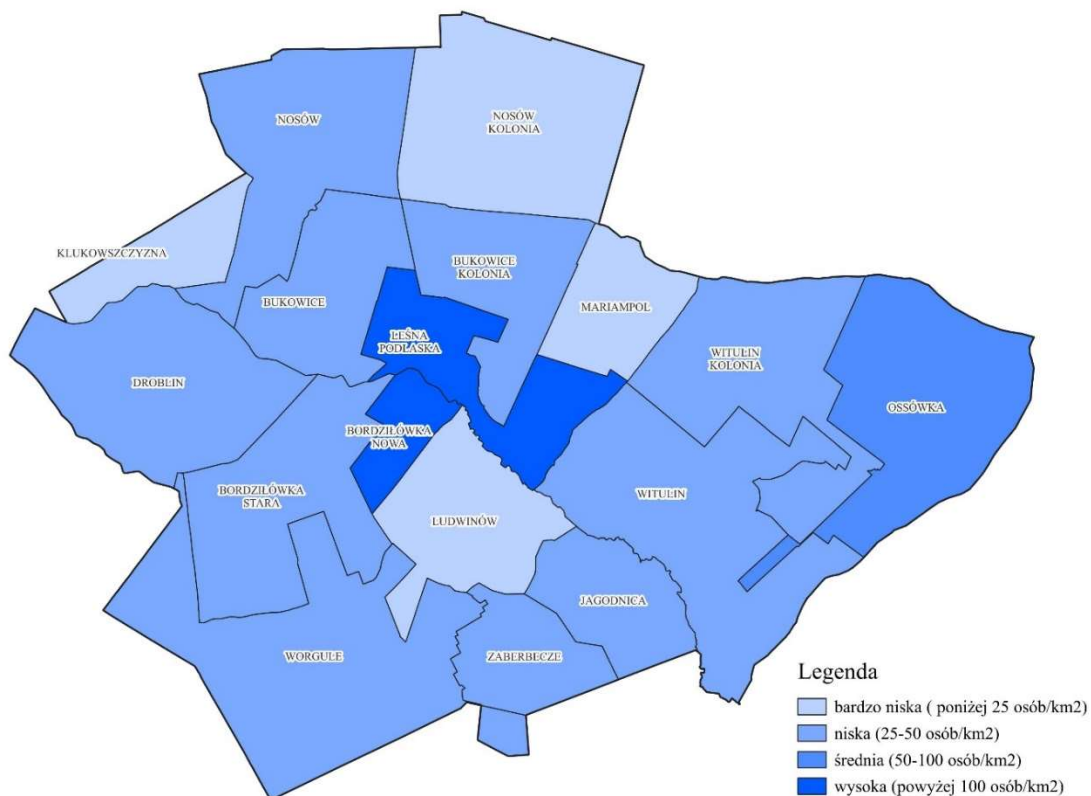 NOSÓW
NOSÓW
KOLONIA
KLUKOWSZCZYZNA
BUKOWICE
KOLONIA
BUKOWICE
MARIAMPOL
LEŚNA
PODLASKA
WITULIN
KOLONIA
DROBLIN
OSSÓWKA
BORDZIŁÓWKA
NOWA
BORDZIŁÓWKA
STARA
WITULIN
LUDWINÓW
JAGODNICA
WORGULE
ZABERBECZE
Legenda
bardzo niska ( poniżej 25 osób/km2)
niska (25-50 osób/km2)
średnia (50-100 osób/km2)
wysoka (powyżej 100 osób/km2)